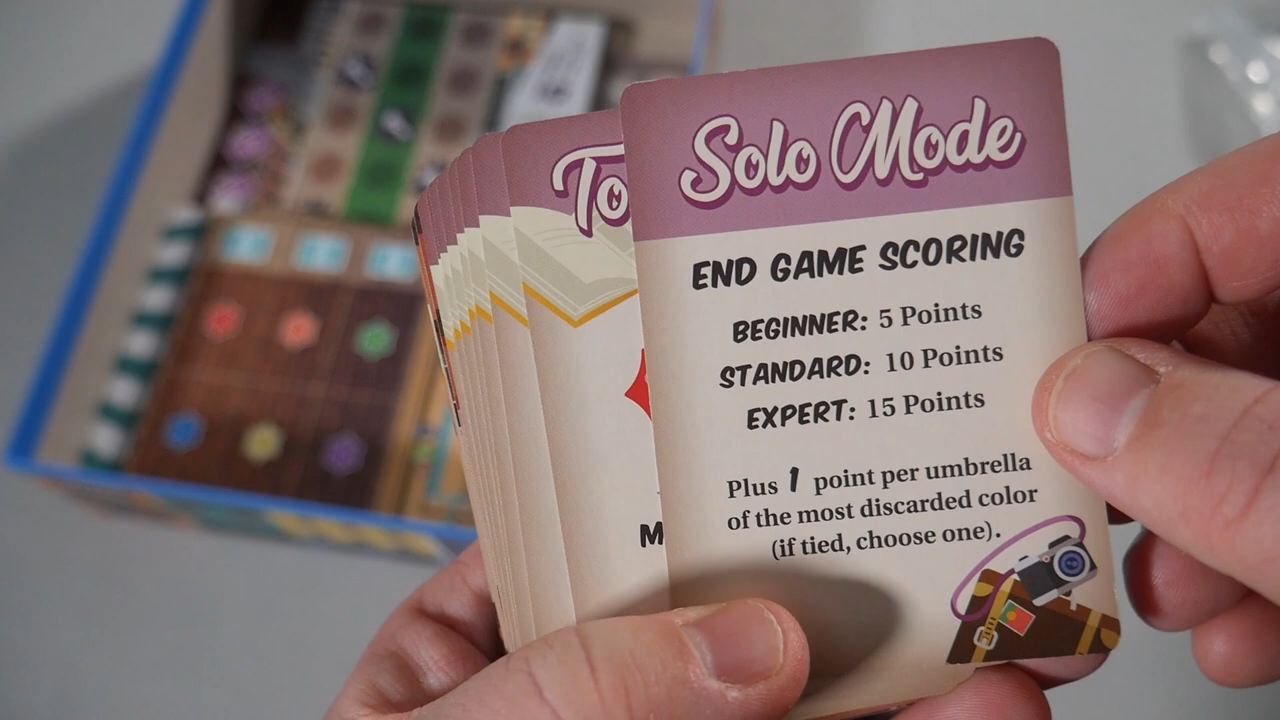 Solo Mode
END GAME SCORING
BEGINNER: 5 Points
STANDARD: 10 Points
EXPERT: 15 Points
Plus 1 point per umbrella
of the most discarded color
(if tied, choose one).
To
M